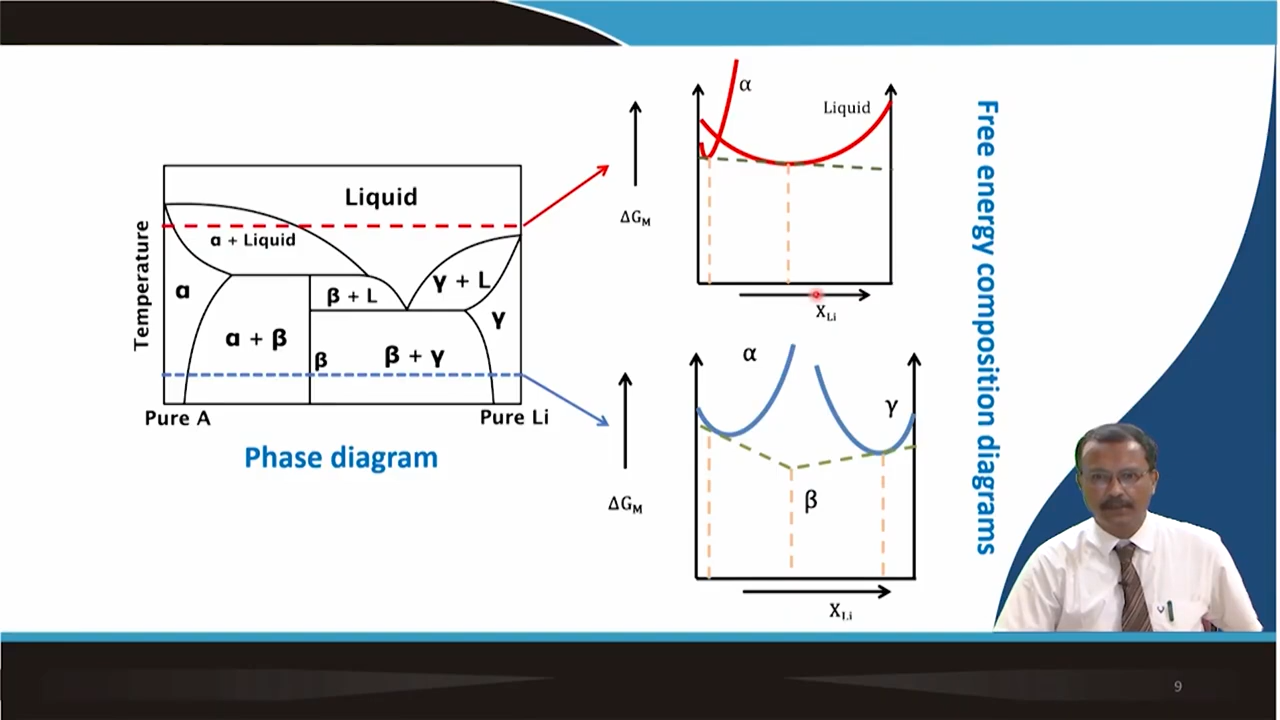 Liquid
α + Liquid
α
β + L
γ + L
γ
α + β
β
β + γ
Temperature
Pure A
Pure Li
Phase diagram
α
Liquid
ΔG_M
X_Li
α
γ
β
ΔG_M
X_Li
Free energy composition diagrams
9